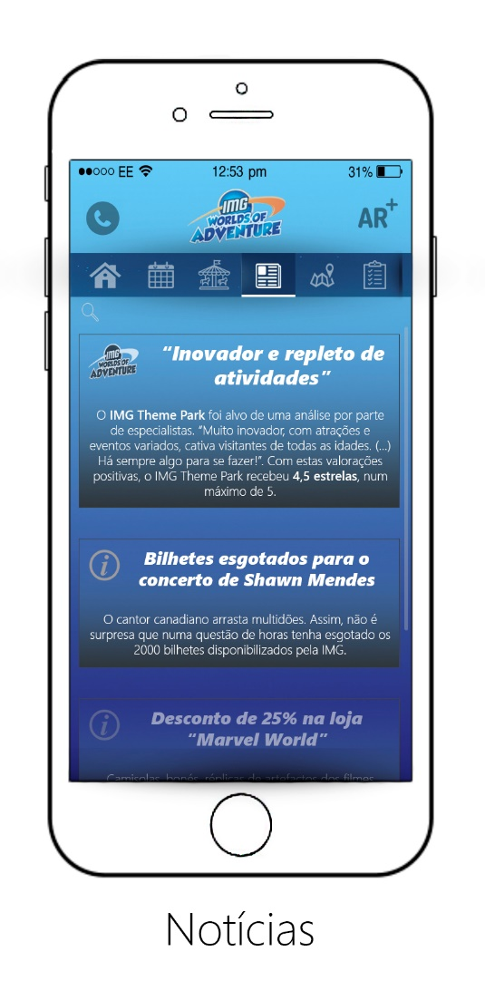 EE 12:53 pm 31%
IMG
WORLDS OF
ADVENTURE
AR+
IMG
WORLDS OF
ADVENTURE
“Inovador e repleto de
atividades”
O IMG Theme Park foi alvo de uma análise por parte
de especialistas. “Muito inovador, com atrações e
eventos variados, cativa visitantes de todas as idades. (...)
Há sempre algo para se fazer!”. Com estas valorações
positivas, o IMG Theme Park recebeu 4,5 estrelas, num
máximo de 5.
i
Bilhetes esgotados para o
concerto de Shawn Mendes
O cantor canadiano arrasta multidões. Assim, não é
surpresa que numa questão de horas tenha esgotado os
2000 bilhetes disponibilizados pela IMG.
i
Desconto de 25% na loja
“Marvel World”
Camisolas, bonés, réplicas de artefactos dos filmes
Notícias